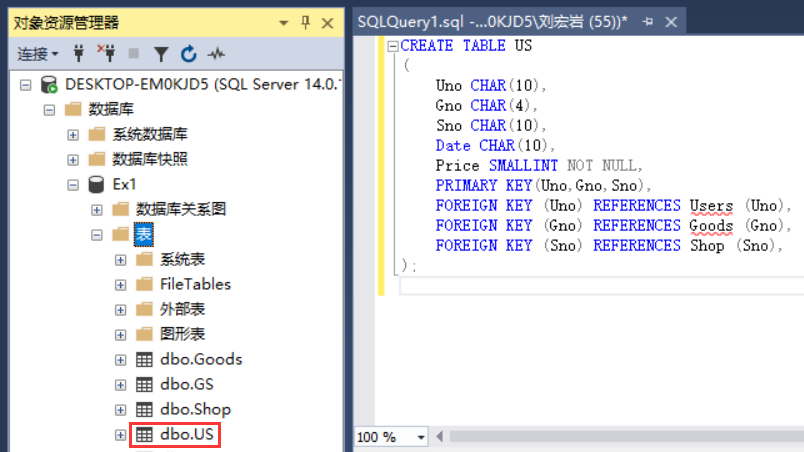 对象资源管理器
连接
DESKTOP-EM0KJD5 (SQL Server 14.0.1
数据库
系统数据库
数据库快照
Ex1
数据库关系图
表
系统表
FileTables
外部表
图形表
dbo.Goods
dbo.GS
dbo.Shop
dbo.US
SQLQuery1.sql -...0KJD5\刘宏岩 (55))*
CREATE TABLE US
(
Uno CHAR(10),
Gno CHAR(4),
Sno CHAR(10),
Date CHAR(10),
Price SMALLINT NOT NULL,
PRIMARY KEY(Uno,Gno,Sno),
FOREIGN KEY (Uno) REFERENCES Users (Uno),
FOREIGN KEY (Gno) REFERENCES Goods (Gno),
FOREIGN KEY (Sno) REFERENCES Shop (Sno),
);
100 %